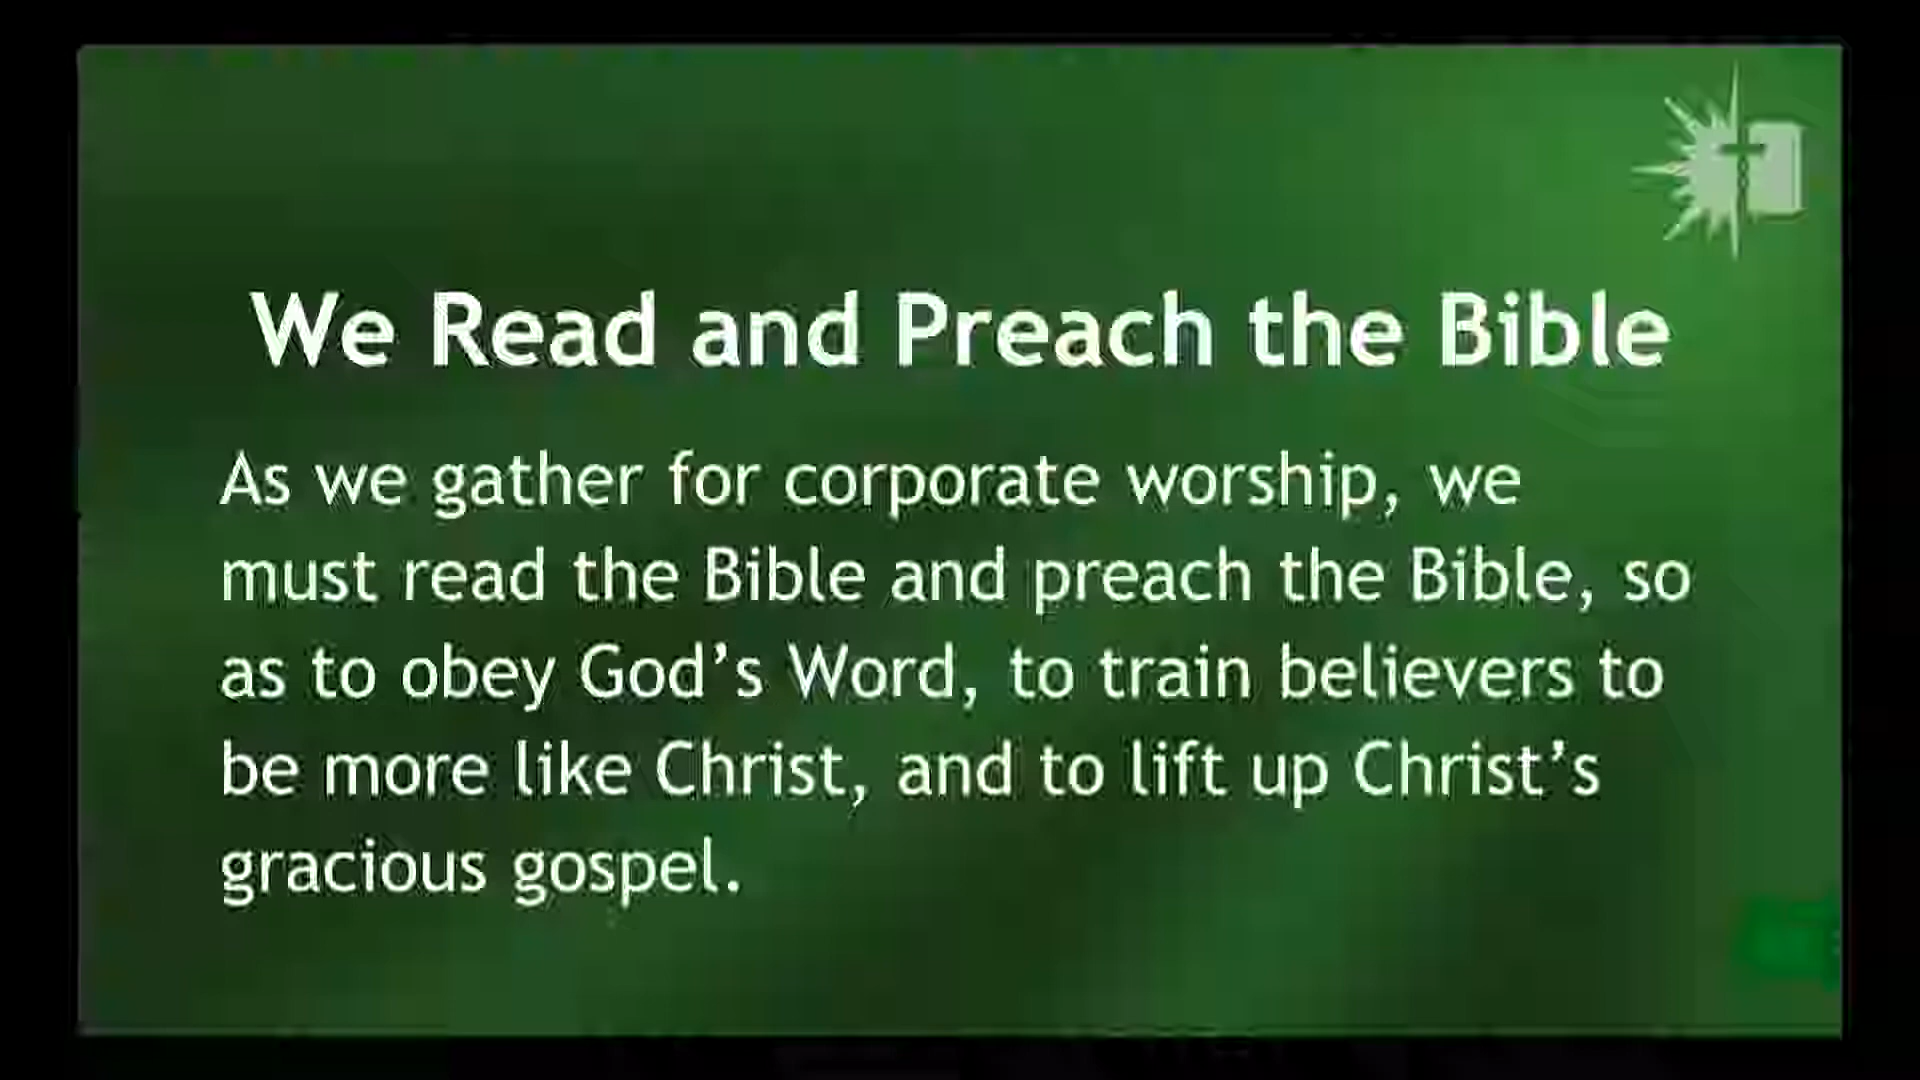 We Read and Preach the Bible
As we gather for corporate worship, we
must read the Bible and preach the Bible, so
as to obey God’s Word, to train believers to
be more like Christ, and to lift up Christ’s
gracious gospel.